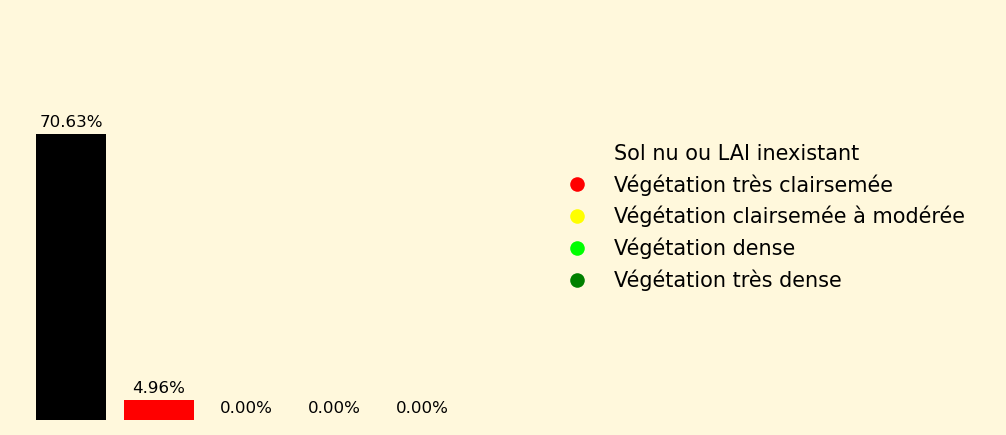 70.63%
4.96%
0.00%
0.00%
0.00%
Sol nu ou LAI inexistant
Végétation très clairsemée
Végétation clairsemée à modérée
Végétation dense
Végétation très dense